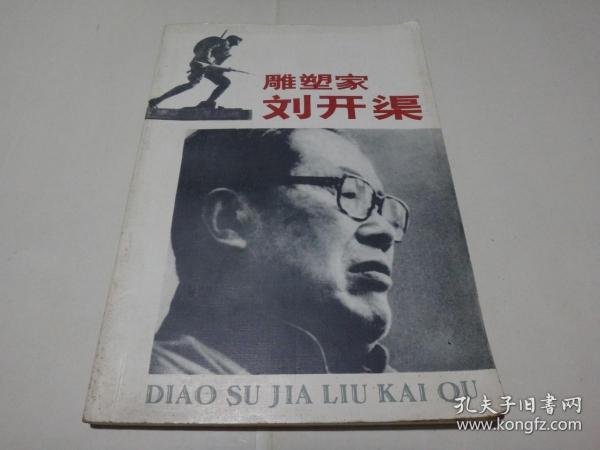 雕塑家
刘开渠
DIAO SU JIA LIU KAI QU
孔夫子旧書网
www.kongfz.com